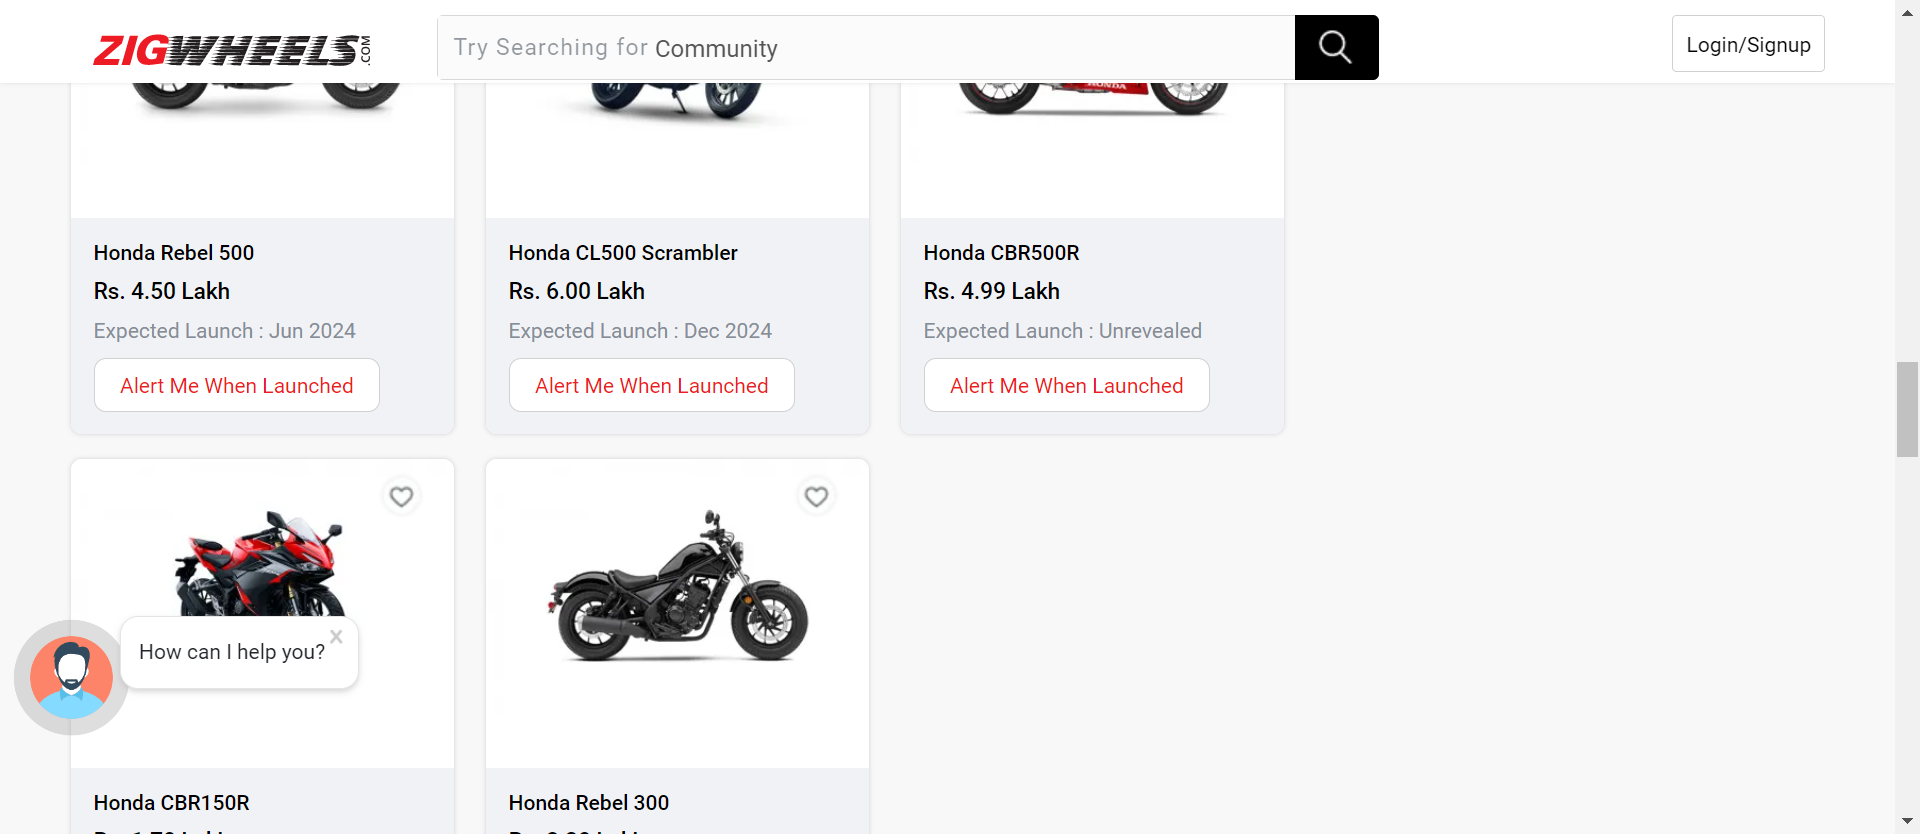 ZIGWHEELS.COM
Try Searching for Community
Login/Signup
HONDA
Honda Rebel 500
Rs. 4.50 Lakh
Expected Launch : Jun 2024
Alert Me When Launched
Honda CL500 Scrambler
Rs. 6.00 Lakh
Expected Launch : Dec 2024
Alert Me When Launched
Honda CBR500R
Rs. 4.99 Lakh
Expected Launch : Unrevealed
Alert Me When Launched
How can I help you?
x
Honda CBR150R
Honda Rebel 300